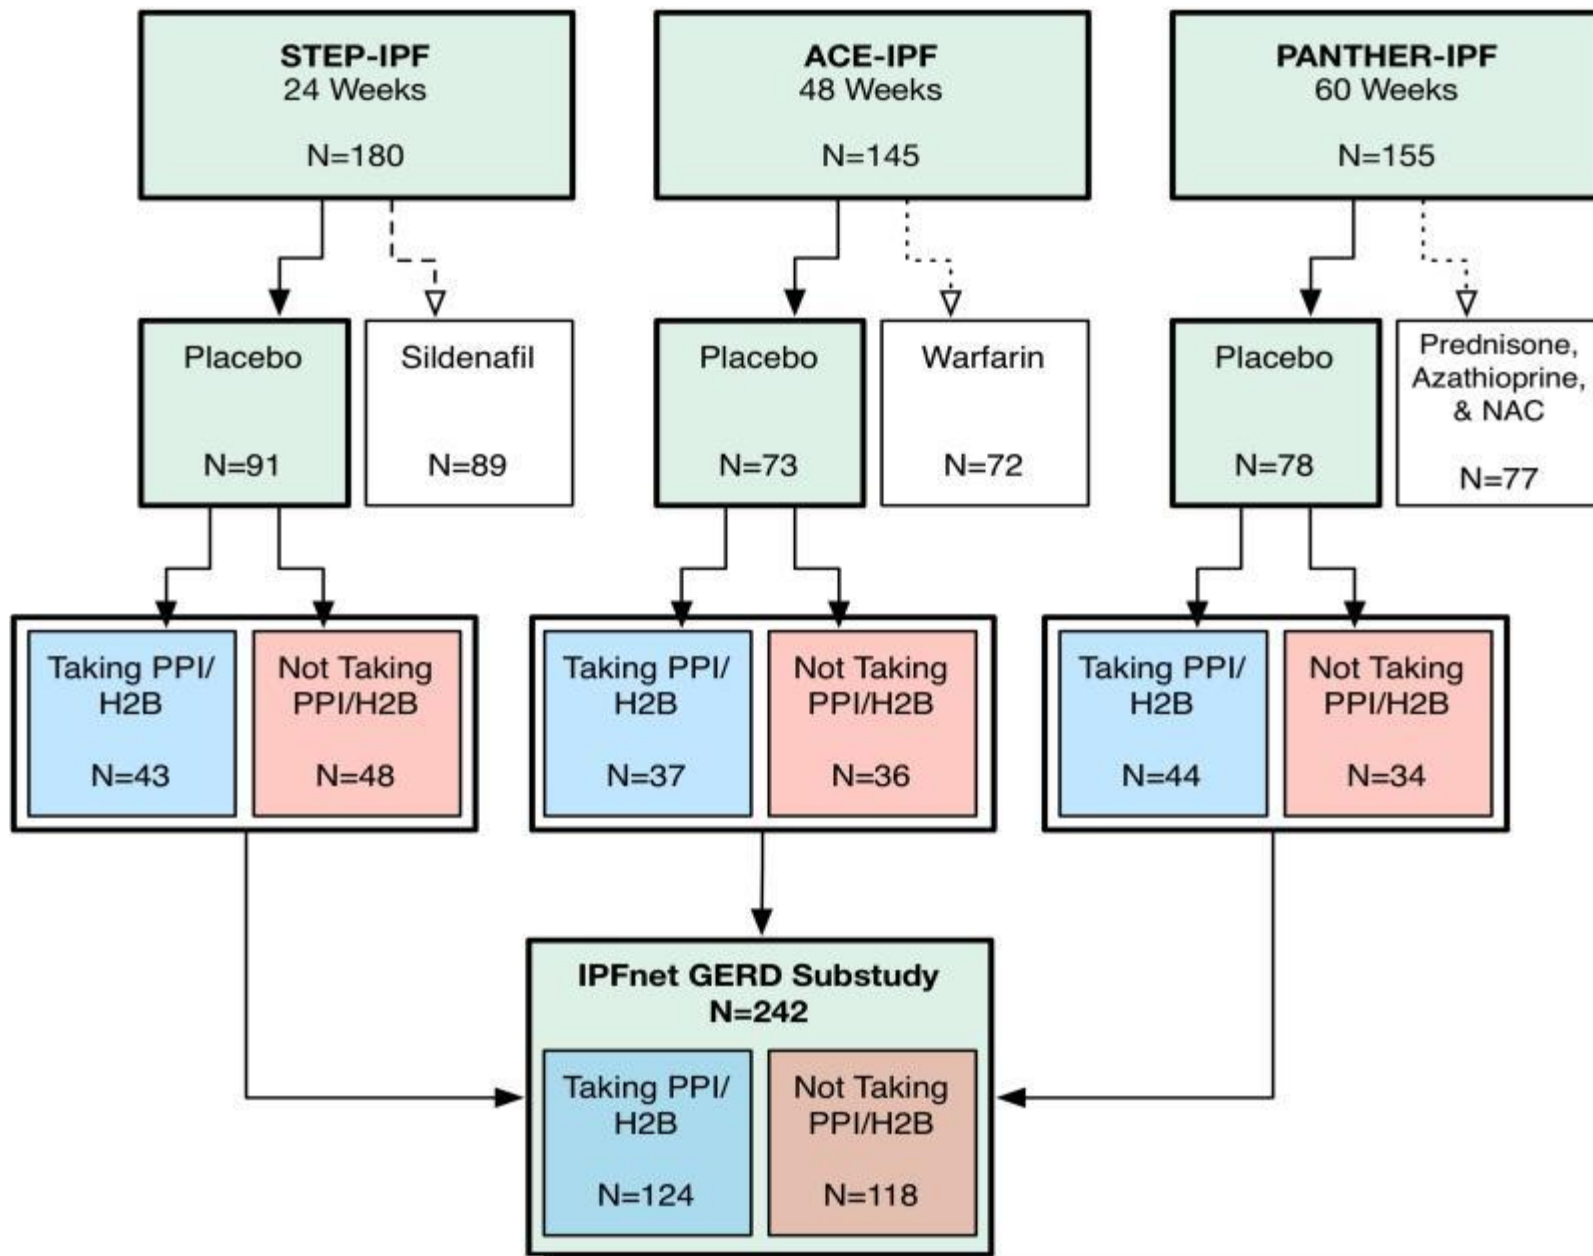 STEP-IPF
24 Weeks
N=180
ACE-IPF
48 Weeks
N=145
PANTHER-IPF
60 Weeks
N=155
Placebo
N=91
Sildenafil
N=89
Placebo
N=73
Warfarin
N=72
Placebo
N=78
Prednisone,
Azathioprine,
& NAC
N=77
Taking PPI/
H2B
N=43
Not Taking
PPI/H2B
N=48
Taking PPI/
H2B
N=37
Not Taking
PPI/H2B
N=36
Taking PPI/
H2B
N=44
Not Taking
PPI/H2B
N=34
IPFnet GERD Substudy
N=242
Taking PPI/
H2B
N=124
Not Taking
PPI/H2B
N=118